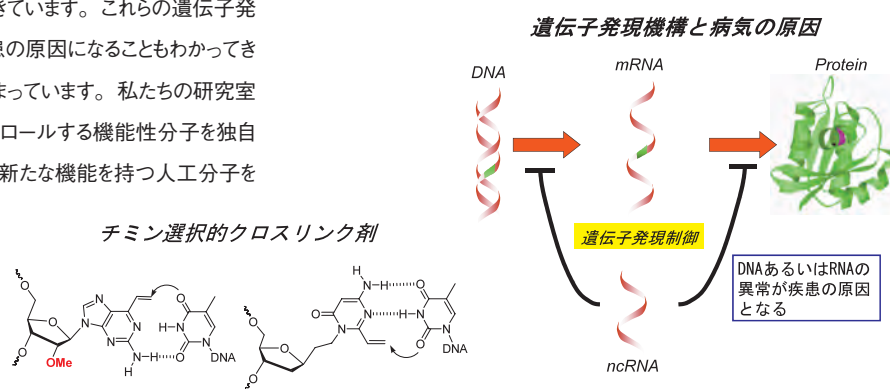 きています。これらの遺伝子発
患の原因になることもわかってき
まっています。私たちの研究室
ロールする機能性分子を独自
新たな機能を持つ人工分子を
遺伝子発現機構と病気の原因
DNA
mRNA
Protein
遺伝子発現制御
DNAあるいはRNAの
異常が疾患の原因
となる
ncRNA
チミン選択的クロスリンク剤
O
O
OMe
N
N
N
N
N
H
H
O
HN
N
O
DNA
O
O
O
O
N
N
N
H
H
O
HN
N
O
DNA